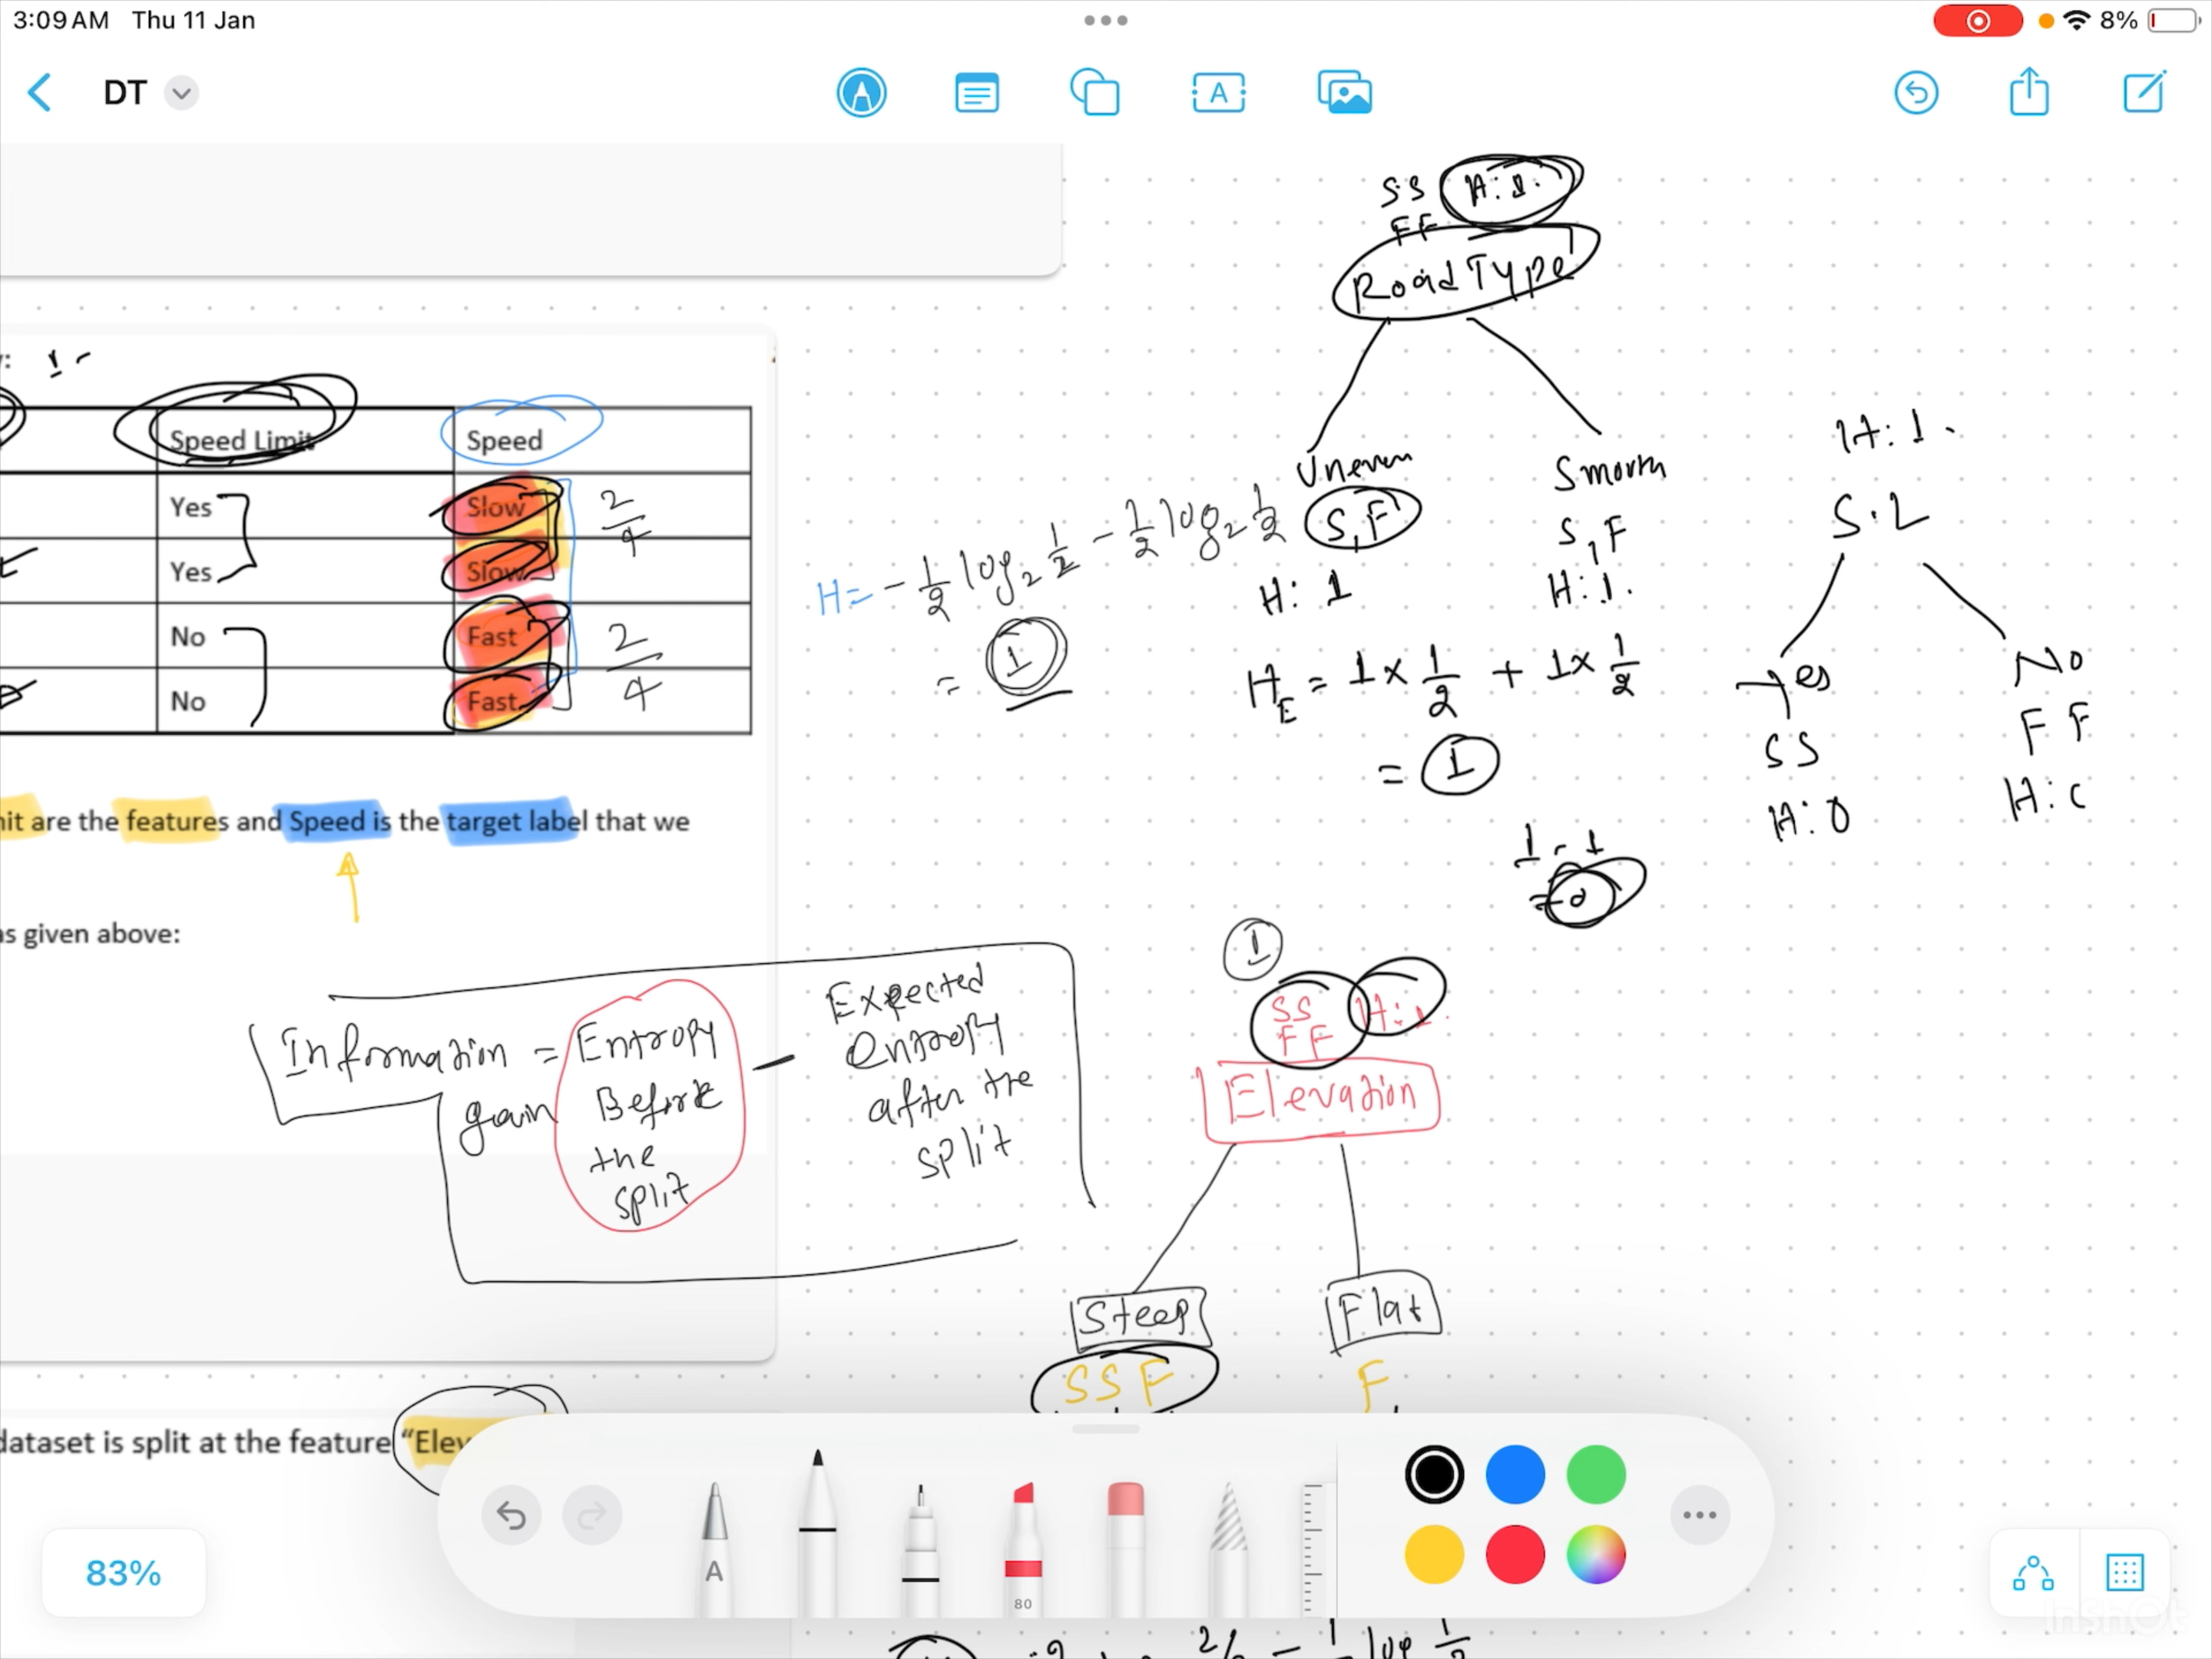 3:09 AM Thu 11 Jan
8%
DT
SS H:1.
FF
Road Type
Speed Limit Speed
Yes Slow
Yes Slow
No Fast
No Fast
2/4
2/4
Uneven
S,F
H: 1
Smooth
S,F
H:1.
H= -1/2 log2 1/2 - 1/2 log2 1/2
= 1
HE = 1 x 1/2 + 1 x 1/2
= 1
1 - 1
= 0
H:1.
S.L
Yes
SS
H:0
No
FF
are the features and Speed is the target label that we
as given above:
Information = Entropy - Expected
gain Before entropy
the after the
split split
1
SS H:1.
FF
Elevation
Steep Flat
SSF F
dataset is split at the feature "Elev
A
80
83%
InShOt